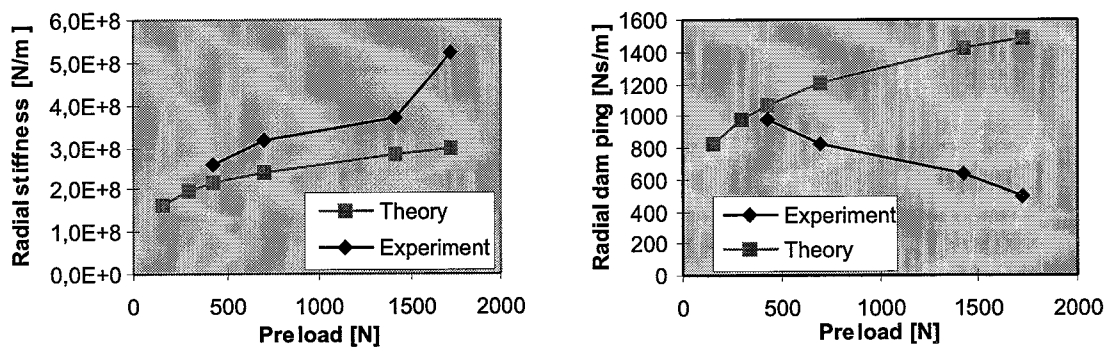 Radial stiffness [N/m]
6,0E+8
5,0E+8
4,0E+8
3,0E+8
2,0E+8
1,0E+8
0,0E+0
Theory
Experiment
0 500 1000 1500 2000
Preload [N]
Radial dam ping [Ns/m]
1600
1400
1200
1000
800
600
400
200
0
Experiment
Theory
0 500 1000 1500 2000
Preload [N]